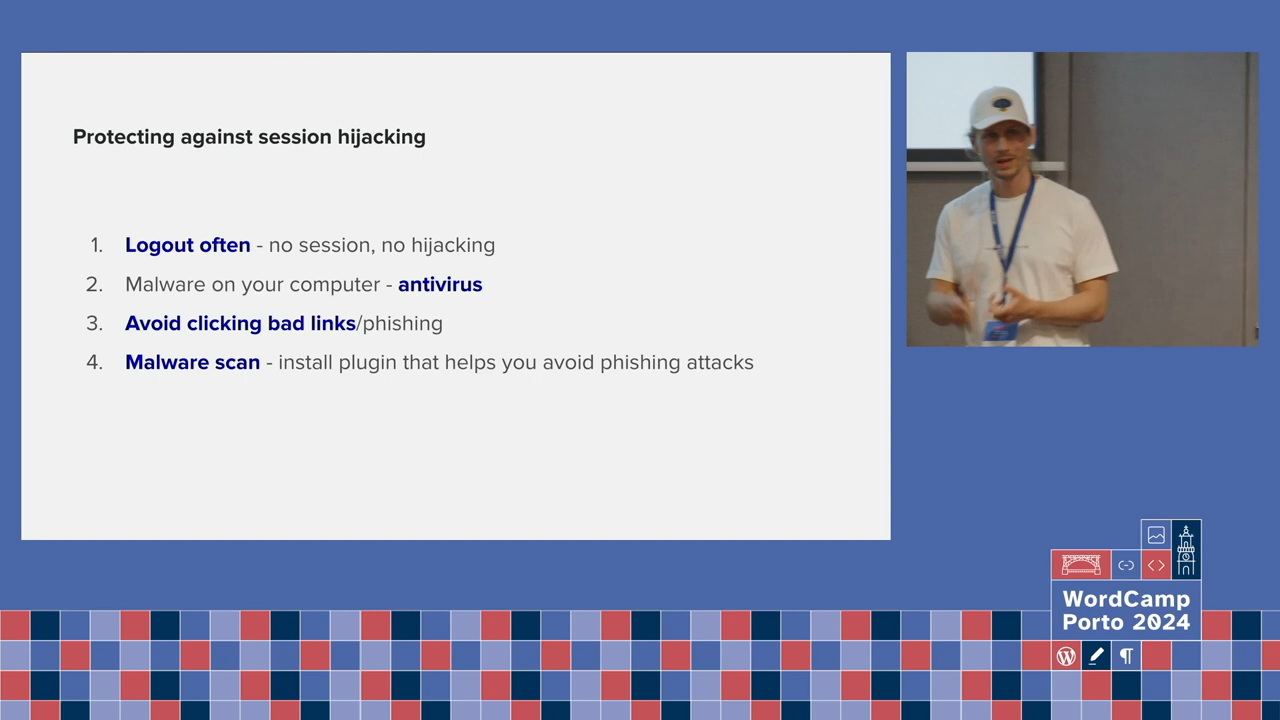 Protecting against session hijacking
1. Logout often - no session, no hijacking
2. Malware on your computer - antivirus
3. Avoid clicking bad links/phishing
4. Malware scan - install plugin that helps you avoid phishing attacks
WordCamp
Porto 2024